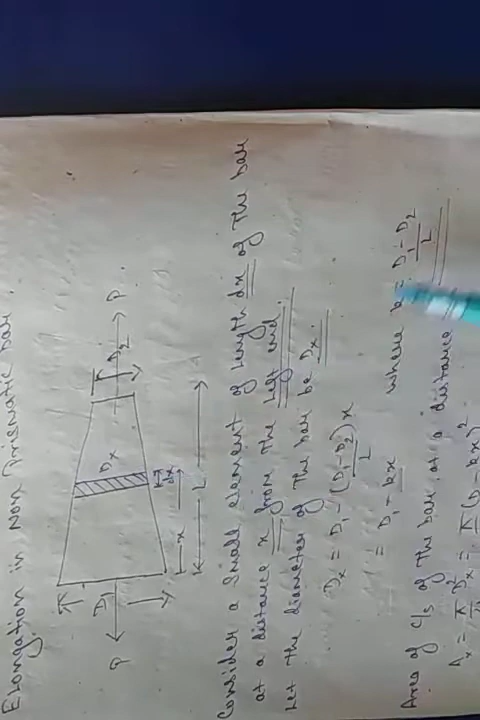 Elongation in Non Prismatic bar.
P
D1
Dx
dx
x
L
D2
P
Consider a small element of length dx of the bar
at a distance x from the left end.
Let the diameter of the bar be Dx.
Dx = D1 - (D1-D2/L)x
= D1 - kx where k = D1-D2/L
Area of C/s of the bar at a distance
Ax = π/4 Dx² = π/4 (D1 - kx)²